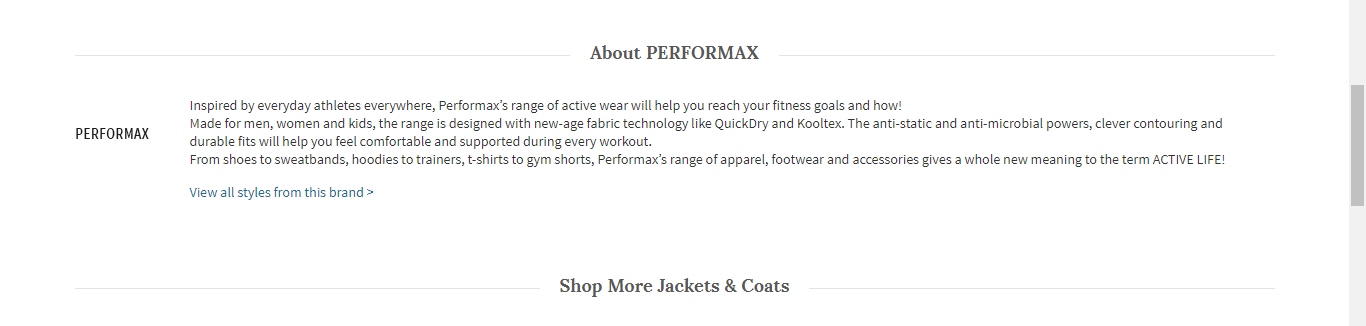 About PERFORMAX
PERFORMAX
Inspired by everyday athletes everywhere, Performax’s range of active wear will help you reach your fitness goals and how!
Made for men, women and kids, the range is designed with new-age fabric technology like QuickDry and Kooltex. The anti-static and anti-microbial powers, clever contouring and
durable fits will help you feel comfortable and supported during every workout.
From shoes to sweatbands, hoodies to trainers, t-shirts to gym shorts, Performax’s range of apparel, footwear and accessories gives a whole new meaning to the term ACTIVE LIFE!
View all styles from this brand >
Shop More Jackets & Coats